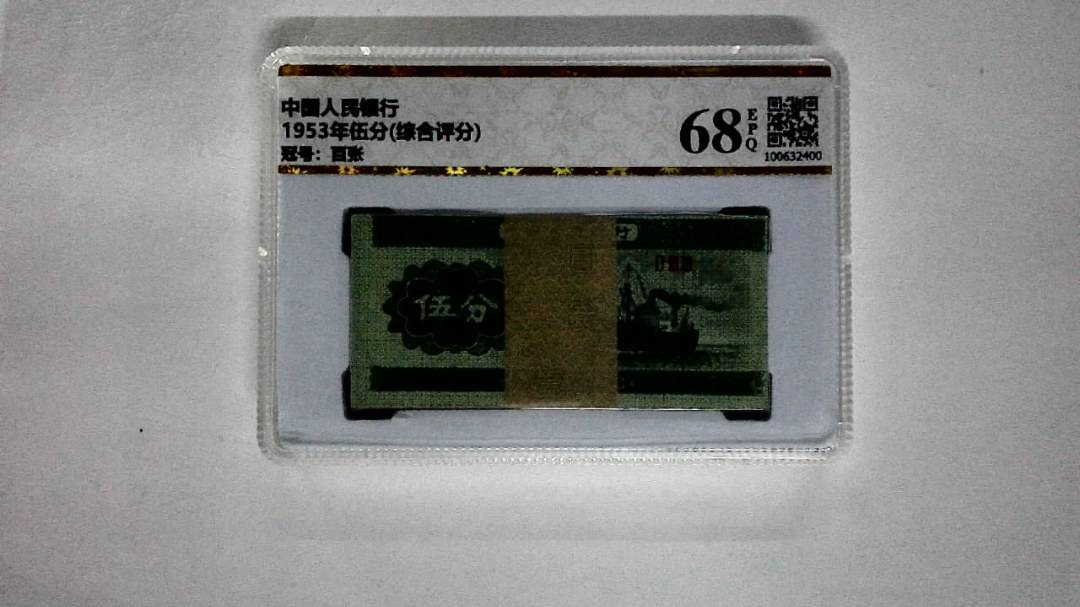 中国人民银行
1953年伍分(综合评分)
冠号：百张
68
EPQ
100632400
伍分